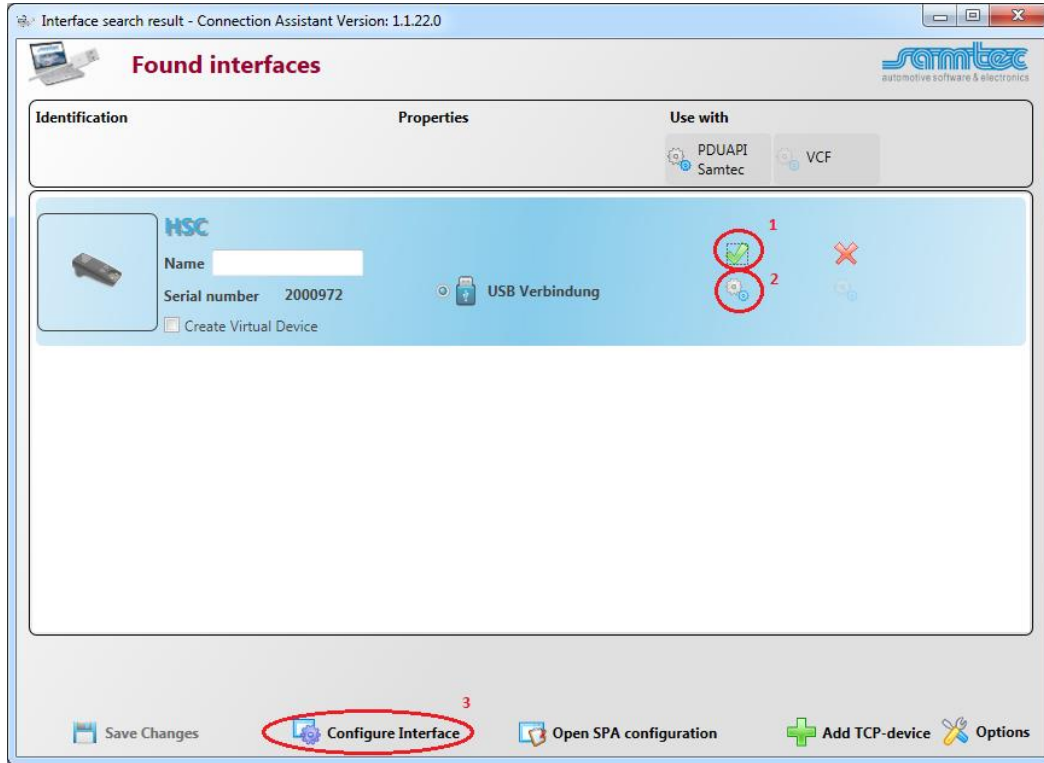 Interface search result - Connection Assistant Version: 1.1.22.0
Found interfaces
samtec
automotive software & electronics
Identification
Properties
Use with
PDUAPI
Samtec
VCF
HSC
1
Name
Serial number 2000972
USB Verbindung
2
Create Virtual Device
3
Save Changes
Configure Interface
Open SPA configuration
Add TCP-device
Options